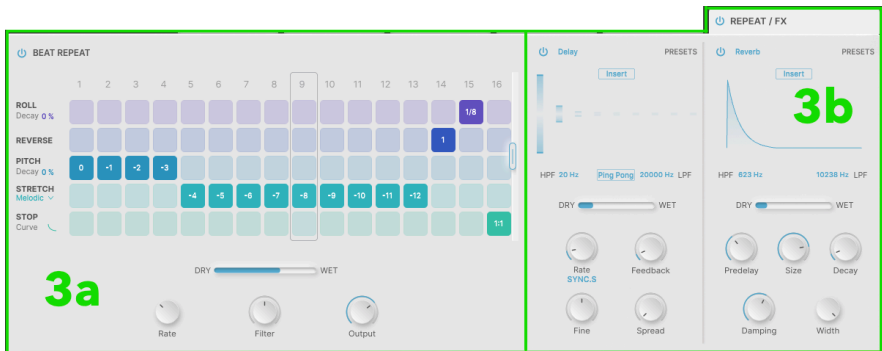 REPEAT / FX
BEAT REPEAT
1 2 3 4 5 6 7 8 9 10 11 12 13 14 15 16
ROLL
Decay 0 %
1/8
REVERSE
1
PITCH
Decay 0 %
0 -1 -2 -3
STRETCH
Melodic
-4 -5 -6 -7 -8 -9 -10 -11 -12
STOP
Curve
1:1
DRY WET
3a
Rate Filter Output
Delay PRESETS
Insert
HPF 20 Hz Ping Pong 20000 Hz LPF
DRY WET
Rate Feedback
SYNC.S
Fine Spread
Reverb PRESETS
Insert
3b
HPF 623 Hz 10238 Hz LPF
DRY WET
Predelay Size Decay
Damping Width